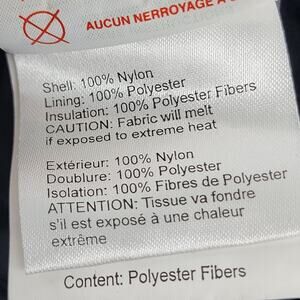 AUCUN NERROYAGE À
Shell: 100% Nylon
Lining: 100% Polyester
Insulation: 100% Polyester Fibers
CAUTION: Fabric will melt
if exposed to extreme heat
Extérieur: 100% Nylon
Doublure: 100% Polyester
Isolation: 100% Fibres de Polyester
ATTENTION: Tissue va fondre
s'il est exposé à une chaleur
extrême
Content: Polyester Fibers